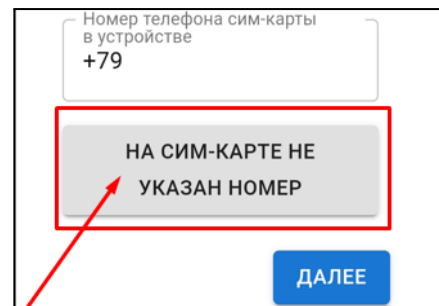 Номер телефона сим-карты
в устройстве
+79
НА СИМ-КАРТЕ НЕ
УКАЗАН НОМЕР
ДАЛЕЕ